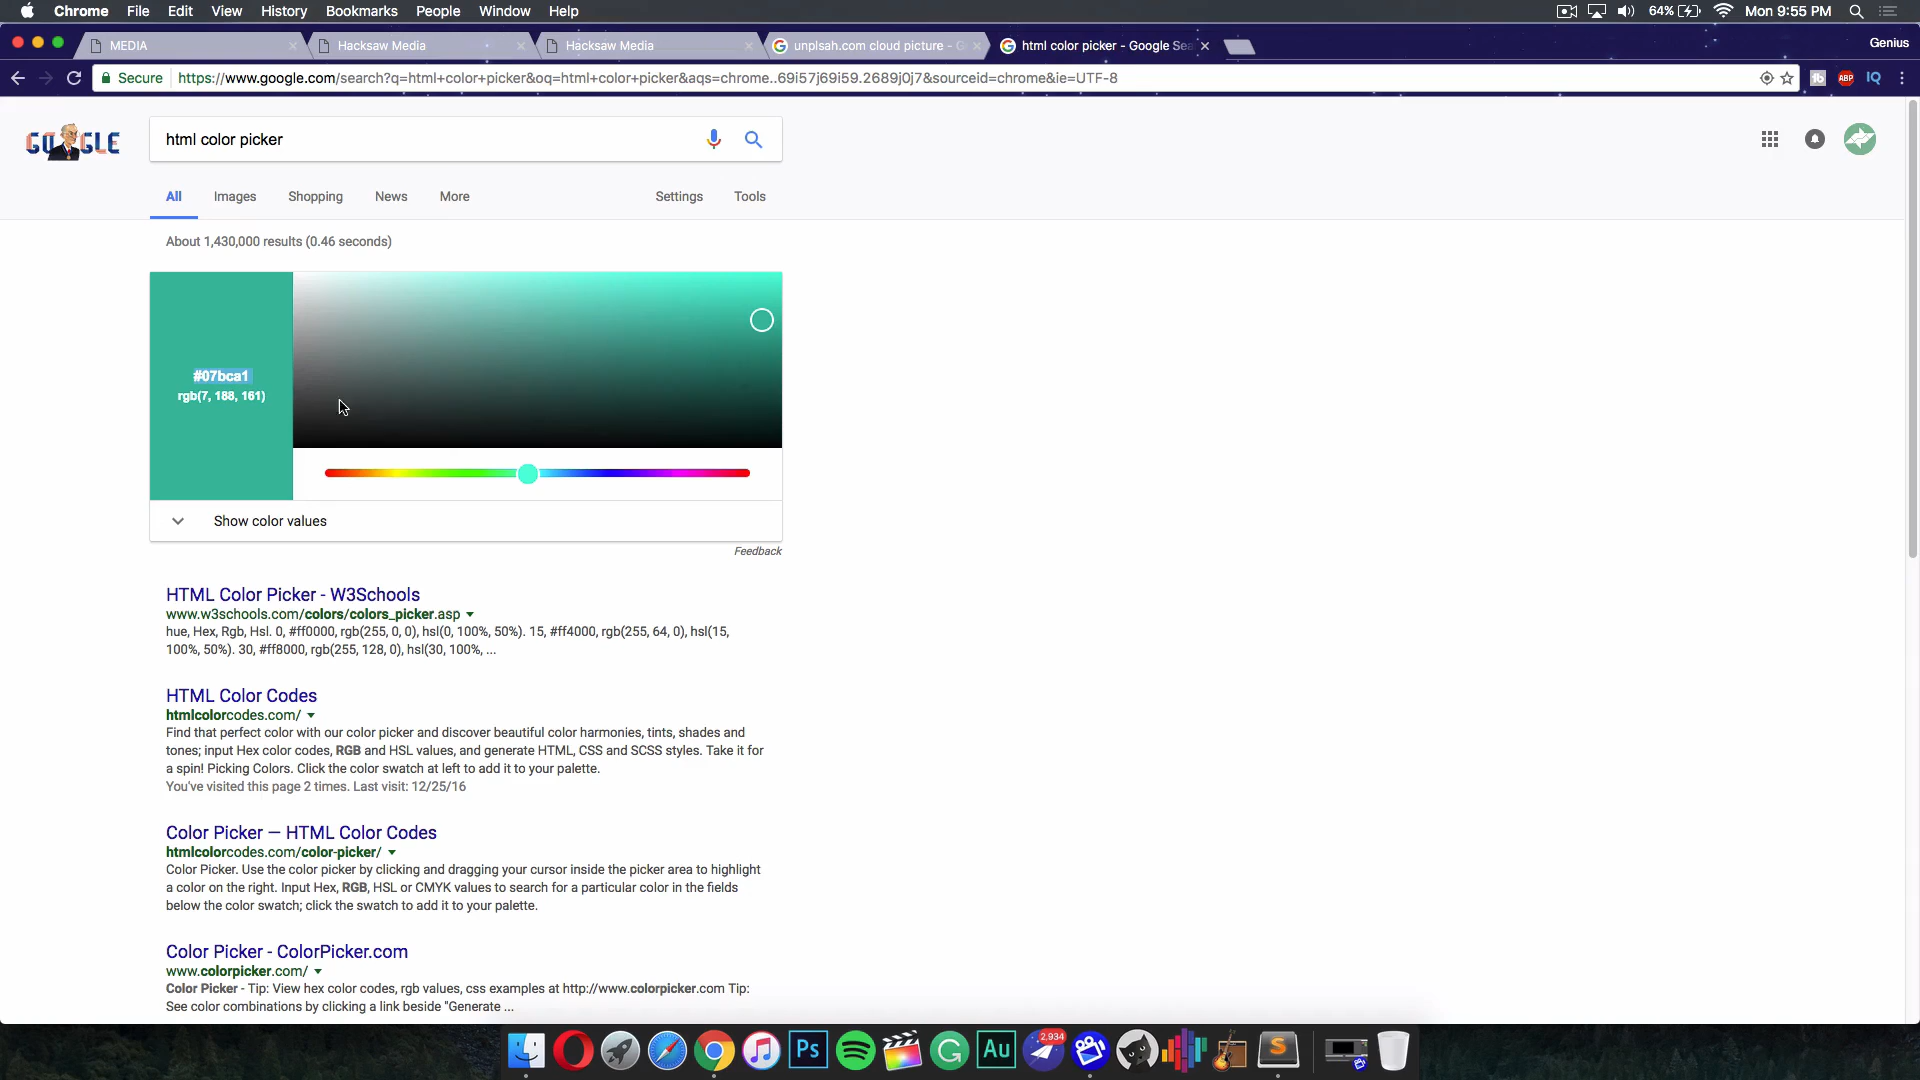 Chrome File Edit View History Bookmarks People Window Help 64% Mon 9:55 PM
MEDIA Hacksaw Media Hacksaw Media unplsah.com cloud picture - G html color picker - Google Sea Genius
Secure https://www.google.com/search?q=html+color+picker&oq=html+color+picker&aqs=chrome..69i57j69i59.2689j0j7&sourceid=chrome&ie=UTF-8 ABP IQ
html color picker
All Images Shopping News More Settings Tools
About 1,430,000 results (0.46 seconds)
#07bca1
rgb(7, 188, 161)
Show color values
Feedback
HTML Color Picker - W3Schools
www.w3schools.com/colors/colors_picker.asp
hue, Hex, Rgb, Hsl. 0, #ff0000, rgb(255, 0, 0), hsl(0, 100%, 50%). 15, #ff4000, rgb(255, 64, 0), hsl(15,
100%, 50%). 30, #ff8000, rgb(255, 128, 0), hsl(30, 100%, ...
HTML Color Codes
htmlcolorcodes.com/
Find that perfect color with our color picker and discover beautiful color harmonies, tints, shades and
tones; input Hex color codes, RGB and HSL values, and generate HTML, CSS and SCSS styles. Take it for
a spin! Picking Colors. Click the color swatch at left to add it to your palette.
You've visited this page 2 times. Last visit: 12/25/16
Color Picker — HTML Color Codes
htmlcolorcodes.com/color-picker/
Color Picker. Use the color picker by clicking and dragging your cursor inside the picker area to highlight
a color on the right. Input Hex, RGB, HSL or CMYK values to search for a particular color in the fields
below the color swatch; click the swatch to add it to your palette.
Color Picker - ColorPicker.com
www.colorpicker.com/
Color Picker - Tip: View hex color codes, rgb values, css examples at http://www.colorpicker.com Tip:
See color combinations by clicking a link beside "Generate ...
Ps Au 2,934 S